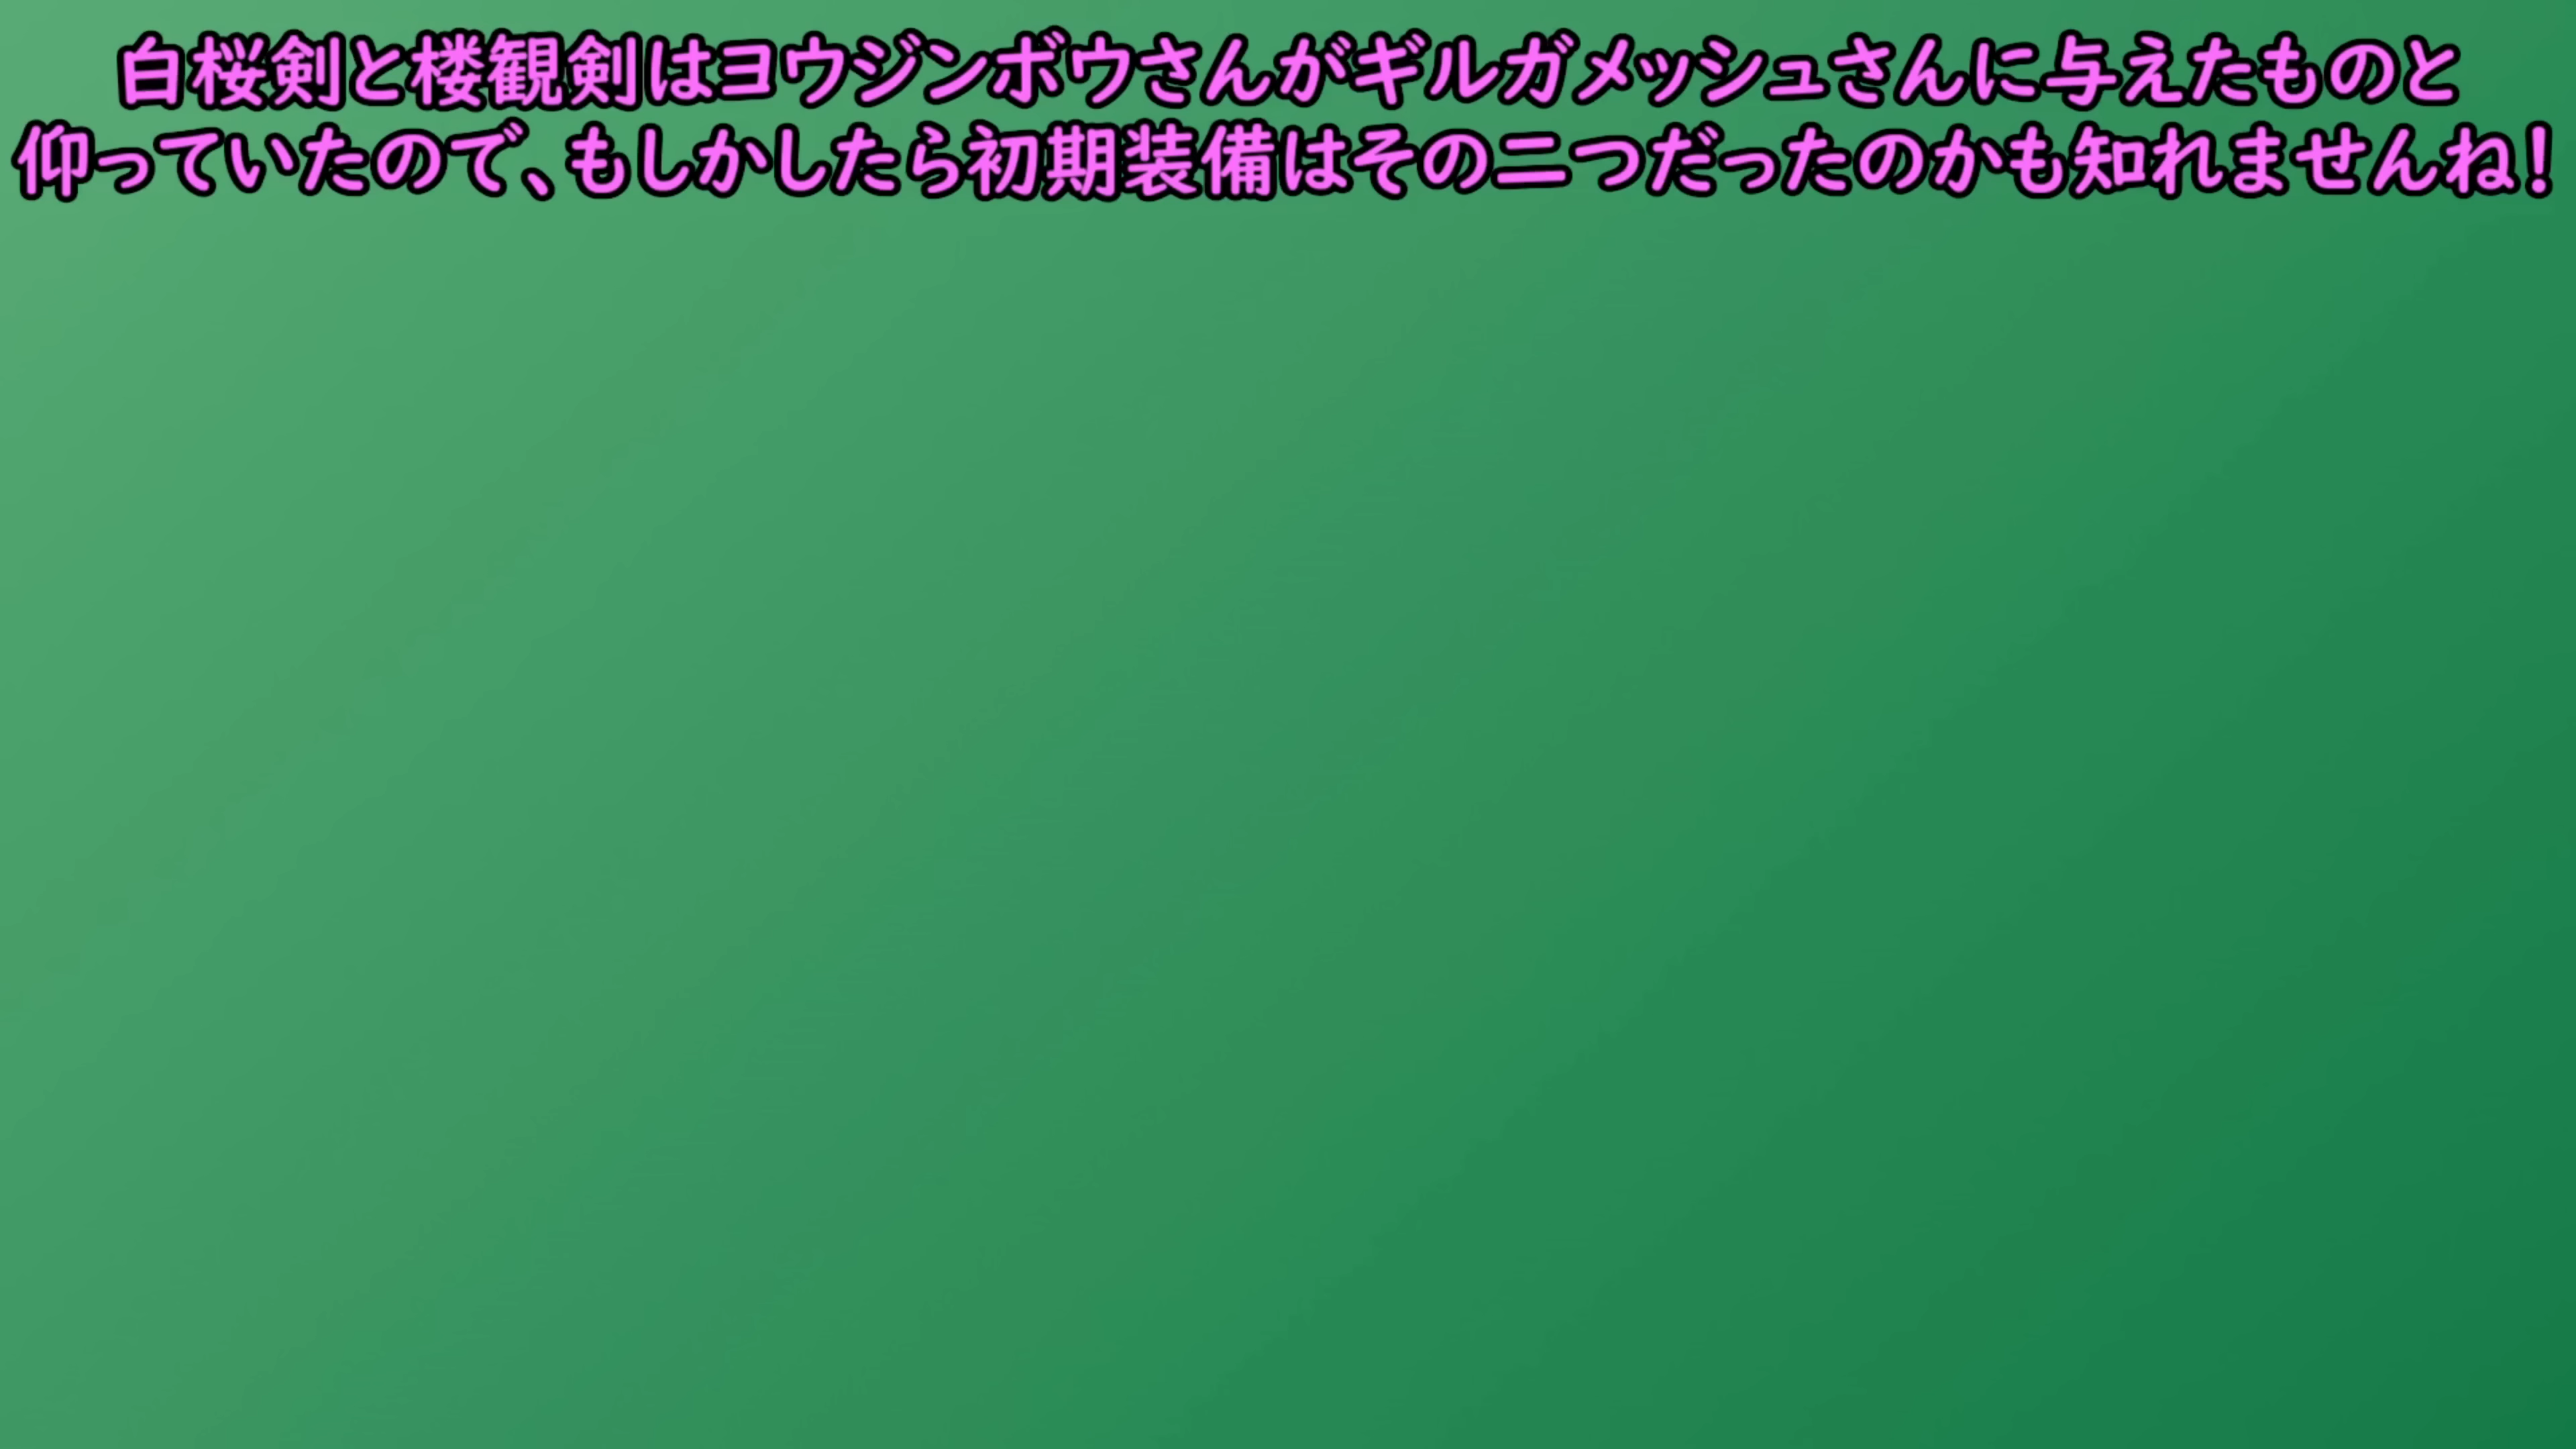 白桜剣と楼観剣はヨウジンボウさんがギルガメッシュさんに与えたものと
仰っていたので、もしかしたら初期装備はその二つだったのかも知れませんね！